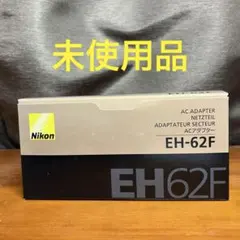 未使用品
Nikon
AC ADAPTER
NETZTEIL
ADAPTATEUR SECTEUR
ACアダプター
EH-62F
EH62F